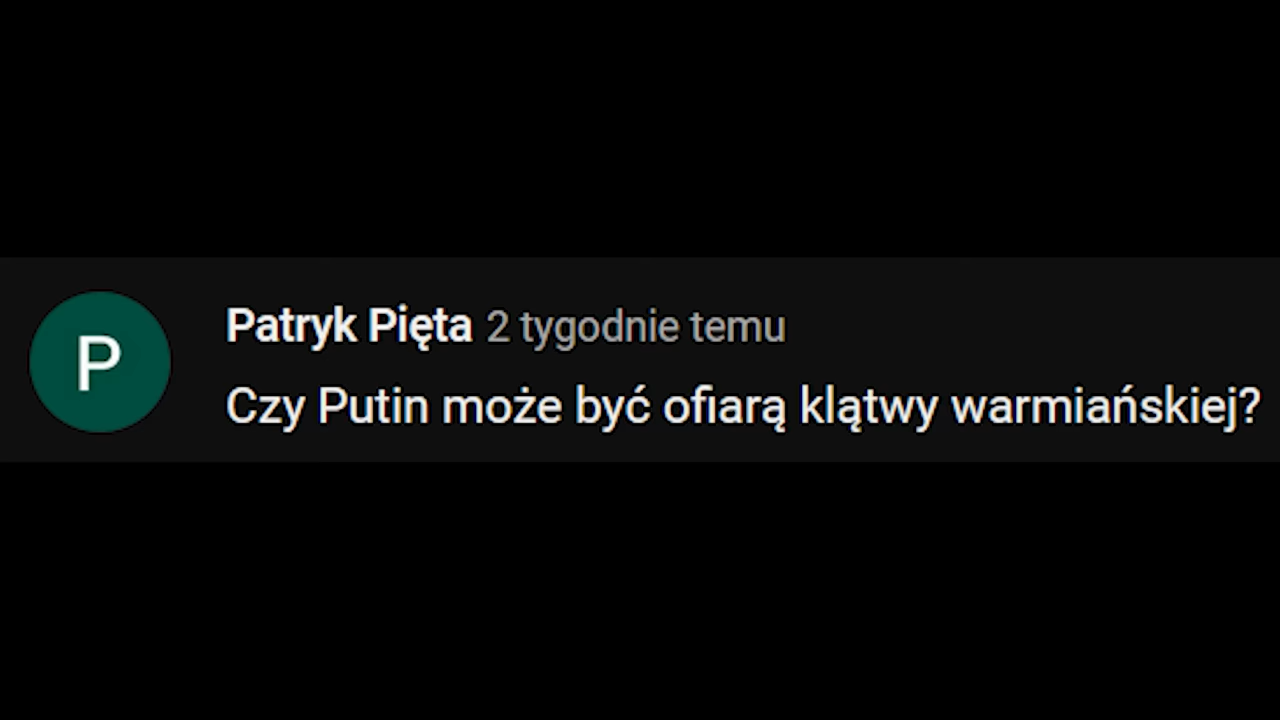 P
Patryk Pięta 2 tygodnie temu
Czy Putin może być ofiarą klątwy warmiańskiej?